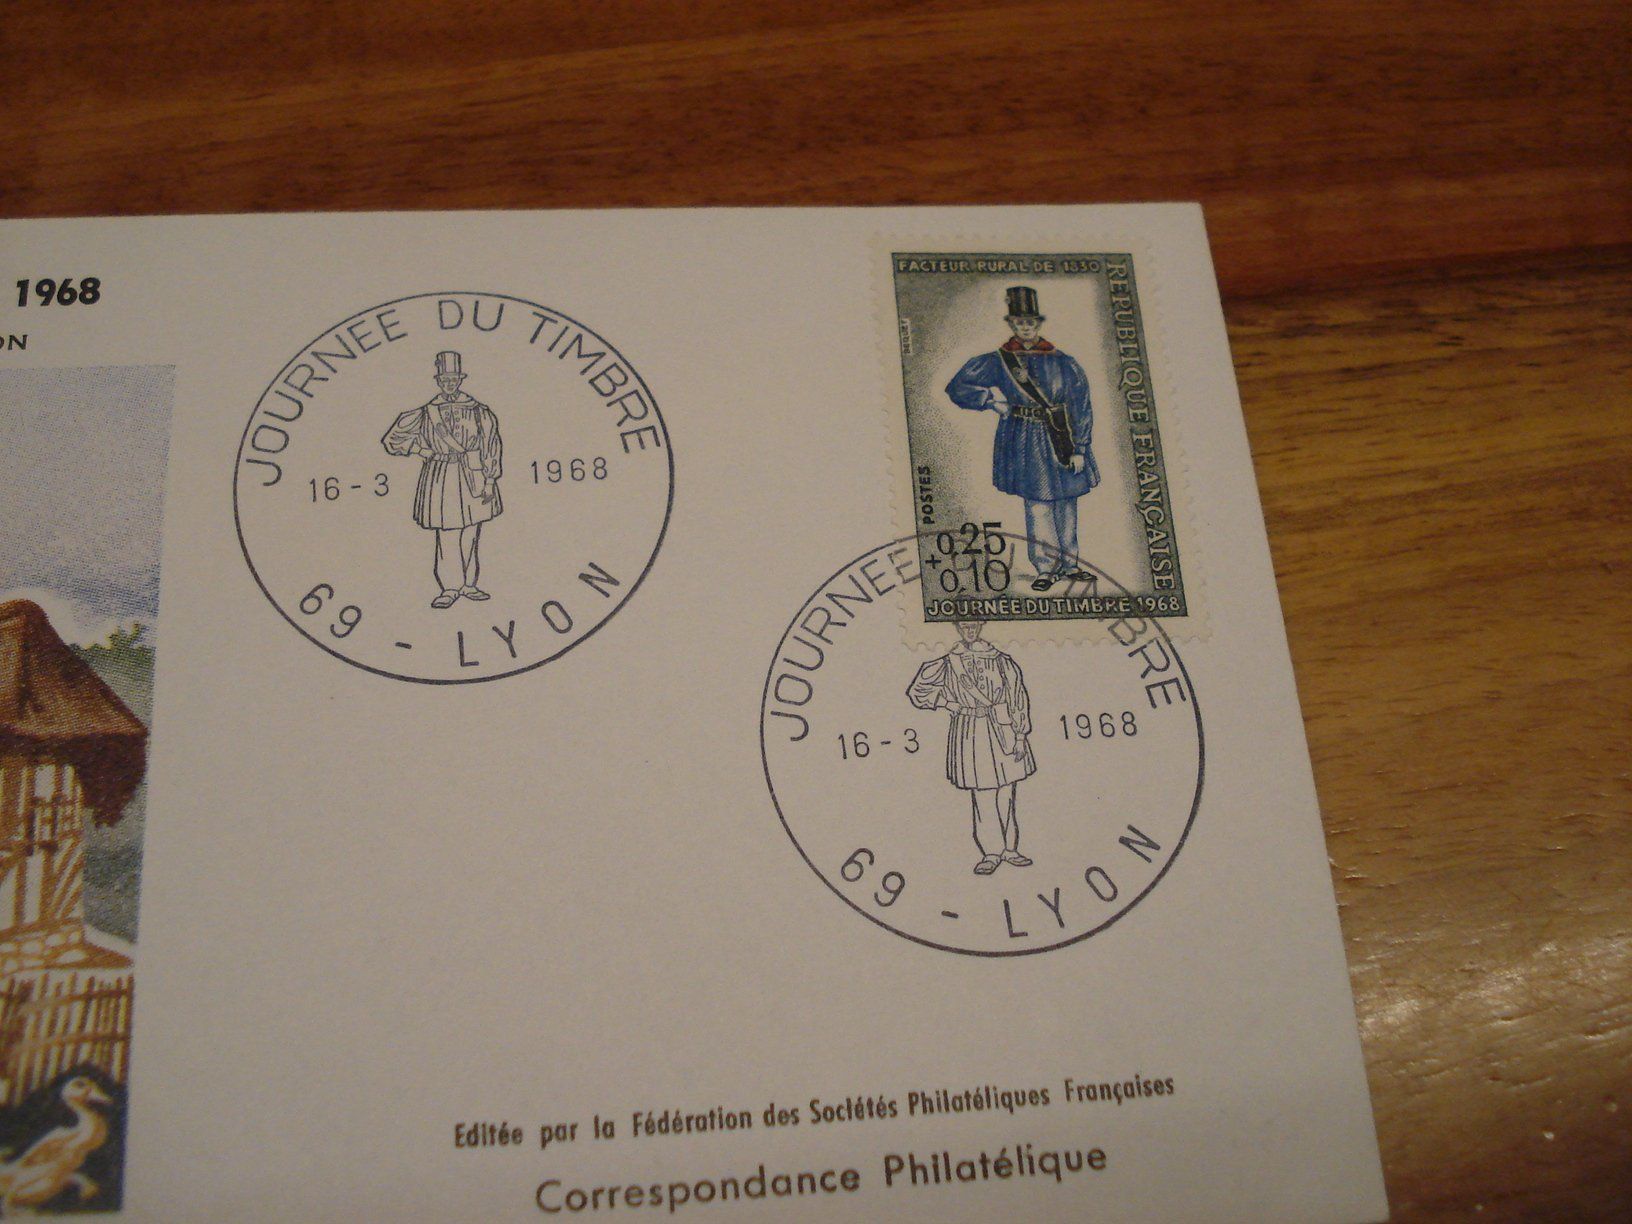 1968
ON
JOURNEE DU TIMBRE
16-3 1968
69 - LYON
FACTEUR RURAL DE 1830
REPUBLIQUE FRANÇAISE
POSTES
0,25
+
0,10
JOURNÉE DU TIMBRE 1968
JOURNEE DU TIMBRE
16-3 1968
69 - LYON
Editée par la Fédération des Sociétés Philatéliques Françaises
Correspondance Philatélique